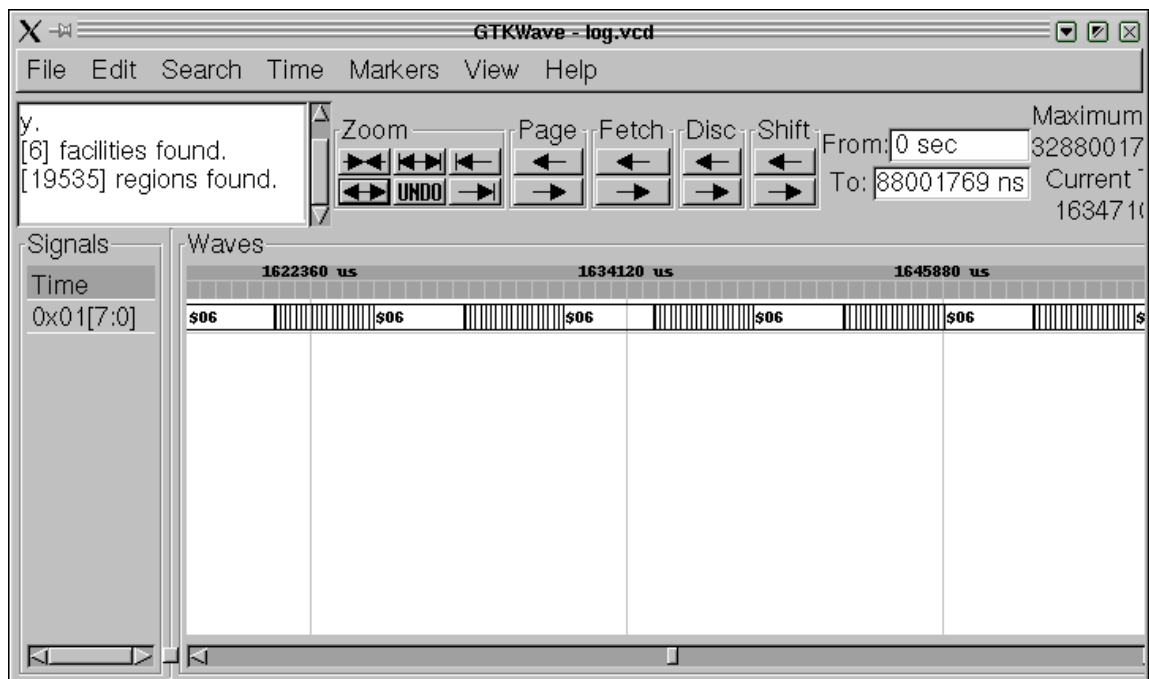 GTKWave - log.vcd
File Edit Search Time Markers View Help
y.
[6] facilities found.
[19535] regions found.
Zoom
UNDO
Page
Fetch
Disc
Shift
From: 0 sec
To: 88001769 ns
Maximum
32880017
Current
Signals
Time
0x01[7:0]
Waves
1622360 us 1634120 us 1645880 us
$06 $06 $06 $06 $06 $